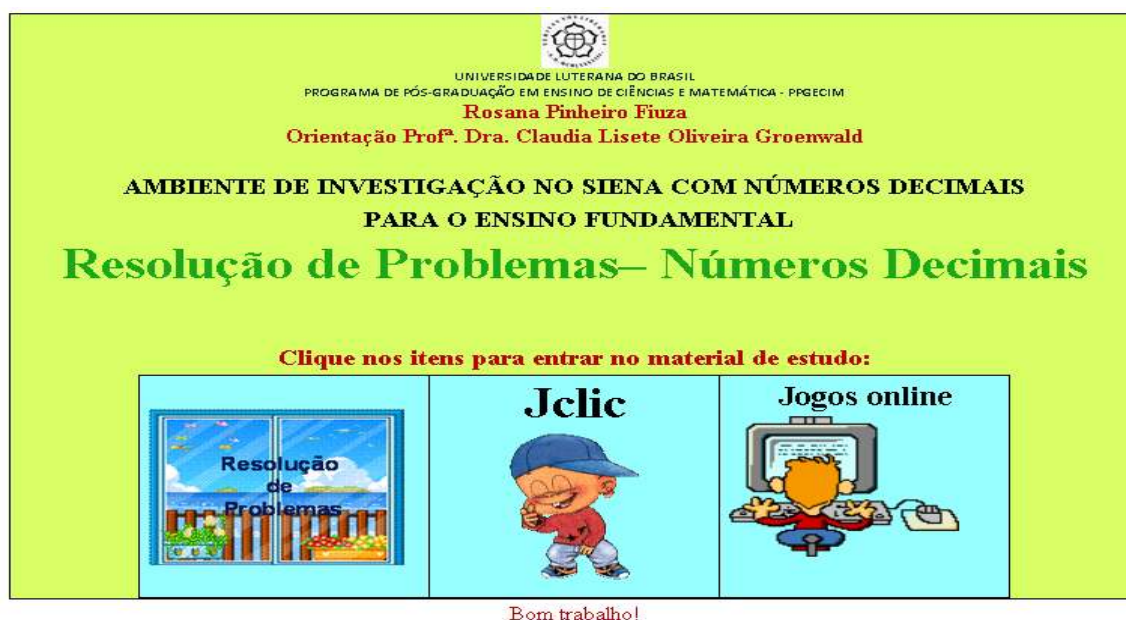 UNIVERSIDADE LUTERANA DO BRASIL
PROGRAMA DE PÓS-GRADUAÇÃO EM ENSINO DE CIÊNCIAS E MATEMÁTICA - PPGECIM
Rosana Pinheiro Fiuza
Orientação Profª. Dra. Claudia Lisete Oliveira Groenwald
AMBIENTE DE INVESTIGAÇÃO NO SIENA COM NÚMEROS DECIMAIS
PARA O ENSINO FUNDAMENTAL
Resolução de Problemas– Números Decimais
Clique nos itens para entrar no material de estudo:
Resolução
de
Problemas
Jclic
Jogos online
Bom trabalho!